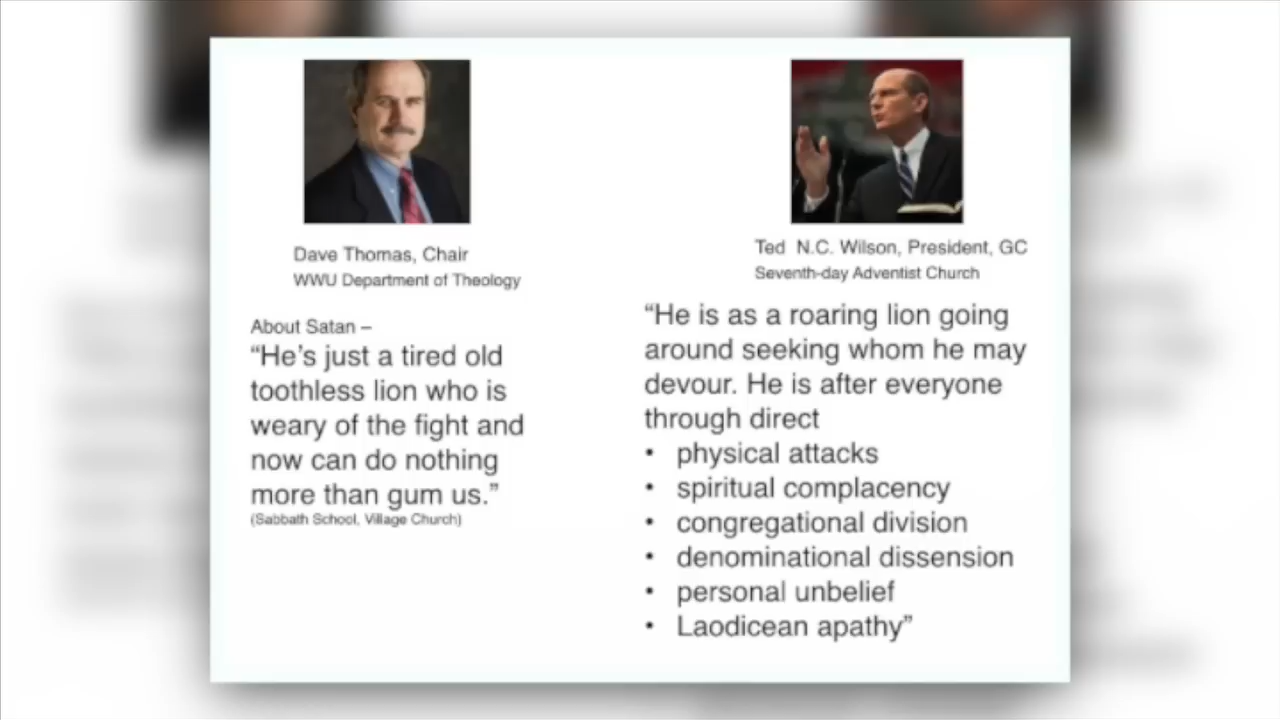 Dave Thomas, Chair
WWU Department of Theology
About Satan –
“He’s just a tired old
toothless lion who is
weary of the fight and
now can do nothing
more than gum us.”
(Sabbath School, Village Church)
Ted N.C. Wilson, President, GC
Seventh-day Adventist Church
“He is as a roaring lion going
around seeking whom he may
devour. He is after everyone
through direct
• physical attacks
• spiritual complacency
• congregational division
• denominational dissension
• personal unbelief
• Laodicean apathy”